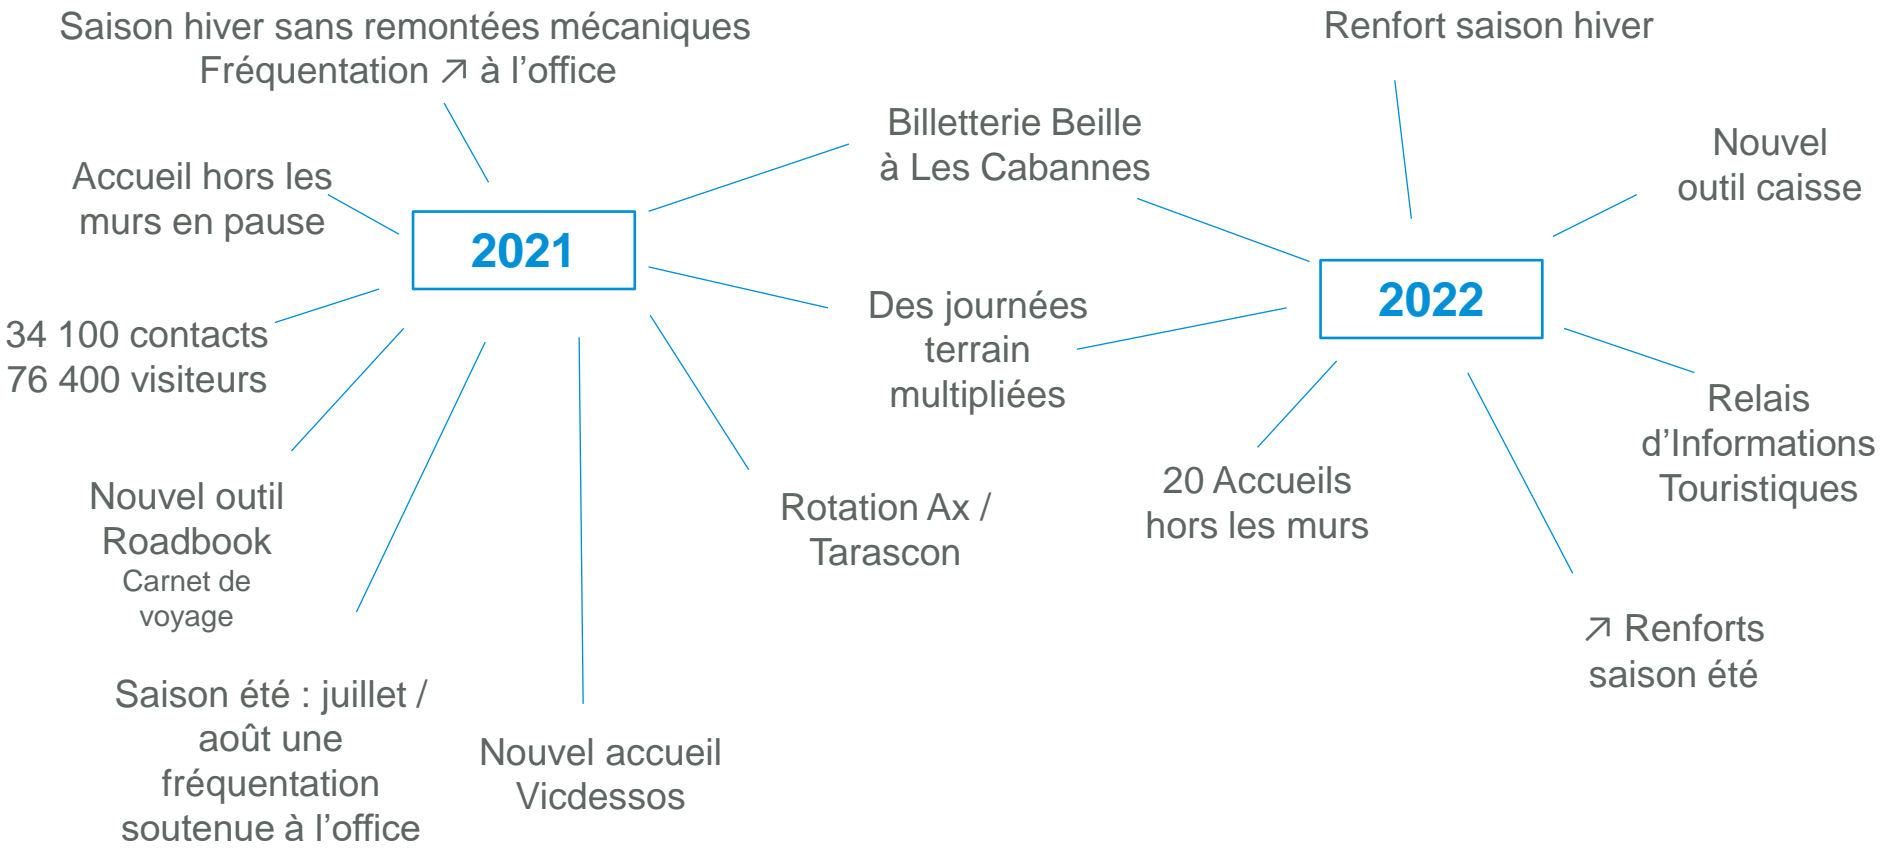 Saison hiver sans remontées mécaniques
Fréquentation ↗ à l’office
Accueil hors les
murs en pause
2021
34 100 contacts
76 400 visiteurs
Nouvel outil
Roadbook
Carnet de
voyage
Saison été : juillet /
août une
fréquentation
soutenue à l’office
Nouvel accueil
Vicdessos
Rotation Ax /
Tarascon
Billetterie Beille
à Les Cabannes
Des journées
terrain
multipliées
Renfort saison hiver
Nouvel
outil caisse
2022
Relais
d’Informations
Touristiques
20 Accueils
hors les murs
↗ Renforts
saison été